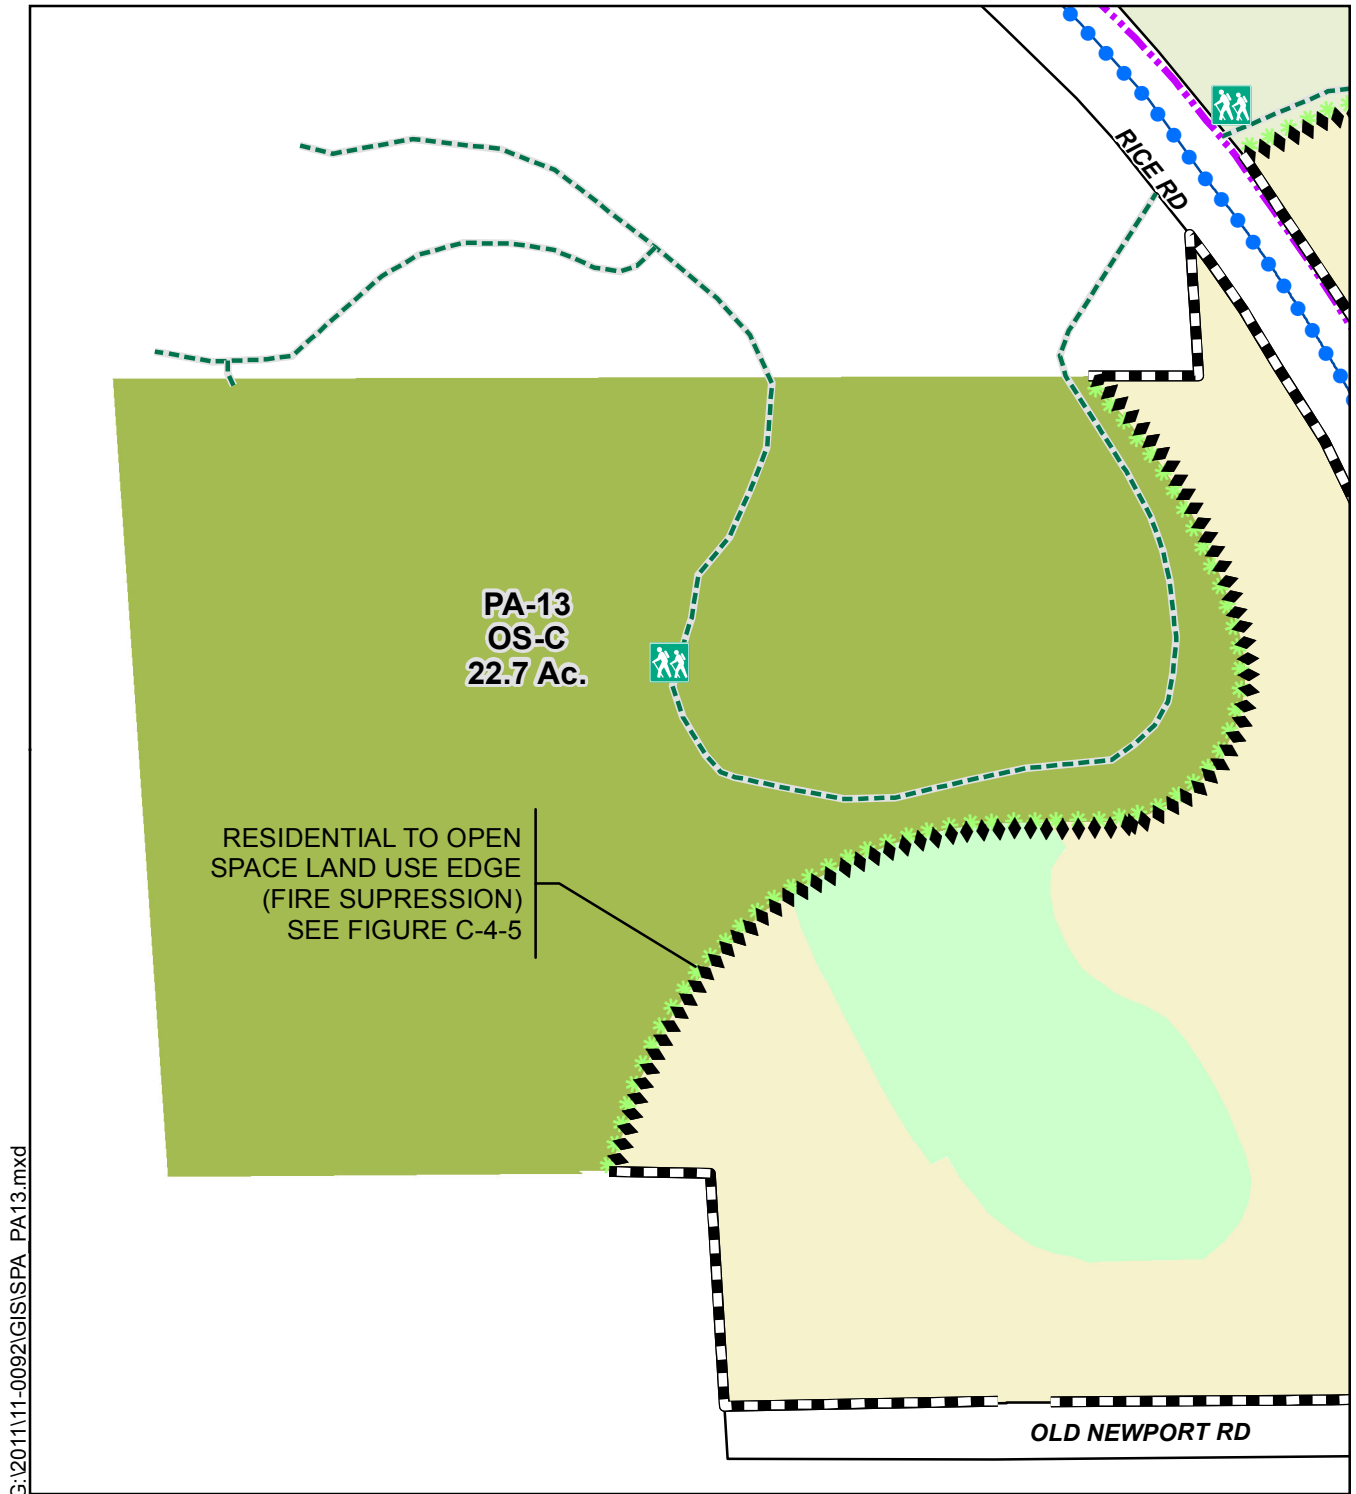 RICE RD
PA-13
OS-C
22.7 Ac.
RESIDENTIAL TO OPEN
SPACE LAND USE EDGE
(FIRE SUPRESSION)
SEE FIGURE C-4-5
OLD NEWPORT RD
G:\2011\11-0092\GIS\SPA_PA13.mxd